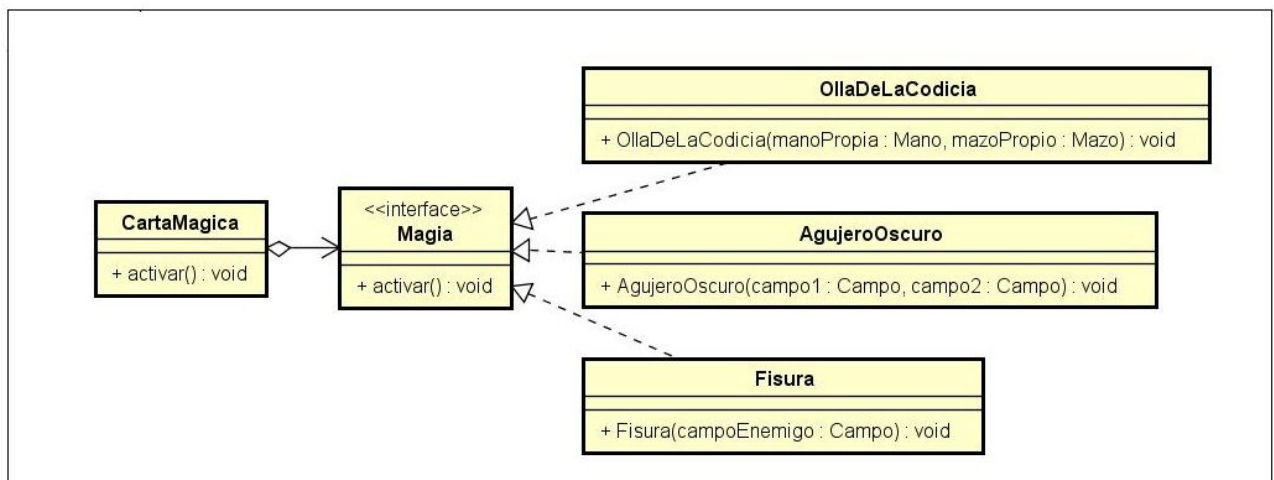 CartaMagica
+ activar() : void
<<interface>>
Magia
+ activar() : void
OllaDeLaCodicia
+ OllaDeLaCodicia(manoPropia : Mano, mazoPropio : Mazo) : void
AgujeroOscuro
+ AgujeroOscuro(campo1 : Campo, campo2 : Campo) : void
Fisura
+ Fisura(campoEnemigo : Campo) : void